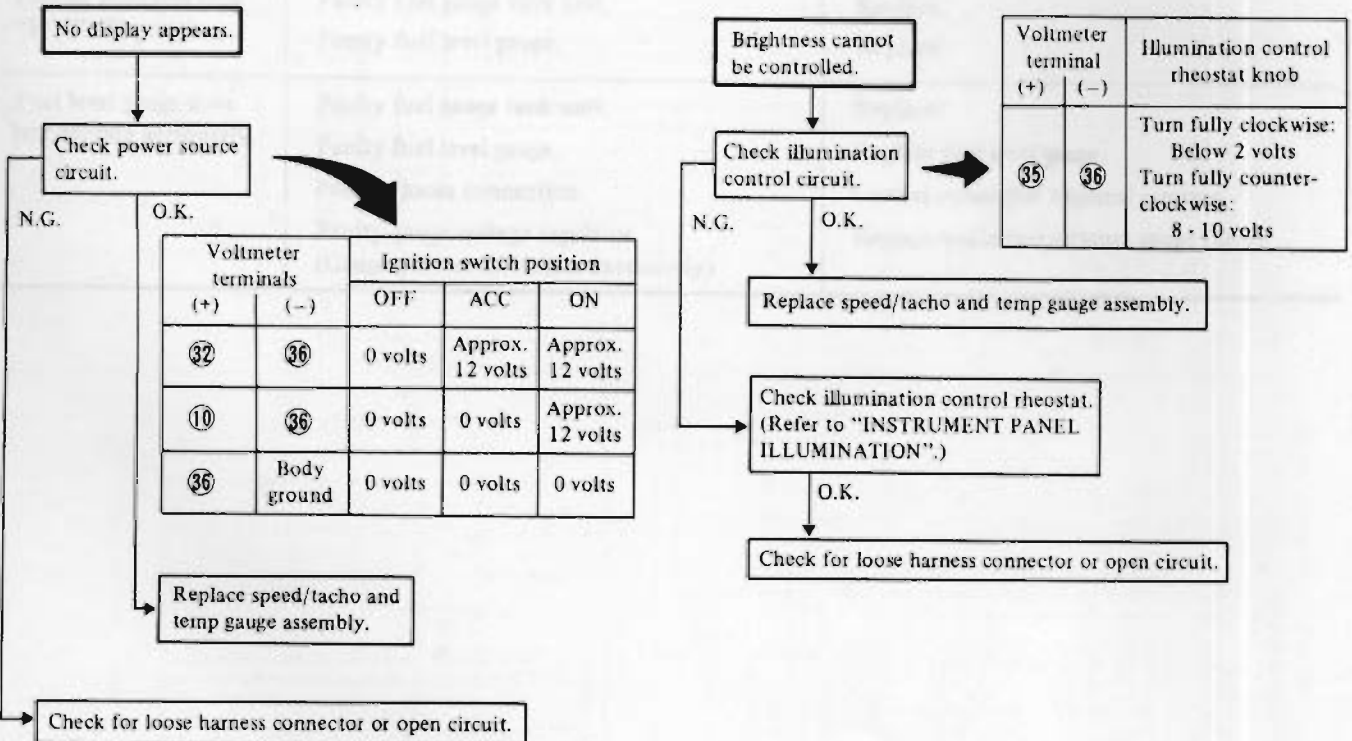 No display appears.
Check power source
circuit.
N.G.
O.K.
Voltmeter
terminals
Ignition switch position
(+) (−) OFF ACC ON
㉜ ㊱ 0 volts Approx.
12 volts Approx.
12 volts
⑩ ㊱ 0 volts 0 volts Approx.
12 volts
㊱ Body
ground 0 volts 0 volts 0 volts
Replace speed/tacho and
temp gauge assembly.
Check for loose harness connector or open circuit.
Brightness cannot
be controlled.
Check illumination
control circuit.
N.G.
O.K.
Voltmeter
terminal
(+) (−)
Illumination control
rheostat knob
㉟ ㊱
Turn fully clockwise:
Below 2 volts
Turn fully counter-
clockwise:
8 - 10 volts
Replace speed/tacho and temp gauge assembly.
Check illumination control rheostat.
(Refer to “INSTRUMENT PANEL
ILLUMINATION”.)
O.K.
Check for loose harness connector or open circuit.